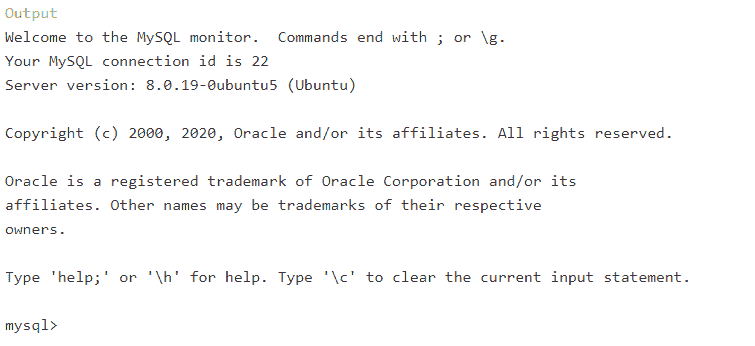 Output
Welcome to the MySQL monitor.  Commands end with ; or \g.
Your MySQL connection id is 22
Server version: 8.0.19-0ubuntu5 (Ubuntu)
Copyright (c) 2000, 2020, Oracle and/or its affiliates. All rights reserved.
Oracle is a registered trademark of Oracle Corporation and/or its
affiliates. Other names may be trademarks of their respective
owners.
Type 'help;' or '\h' for help. Type '\c' to clear the current input statement.
mysql>